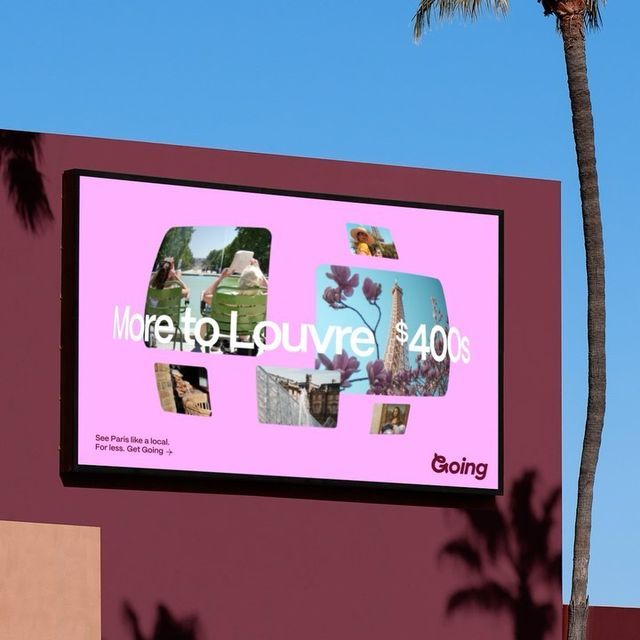 More to Louvre $400s
See Paris like a local.
For less. Get Going →
Going